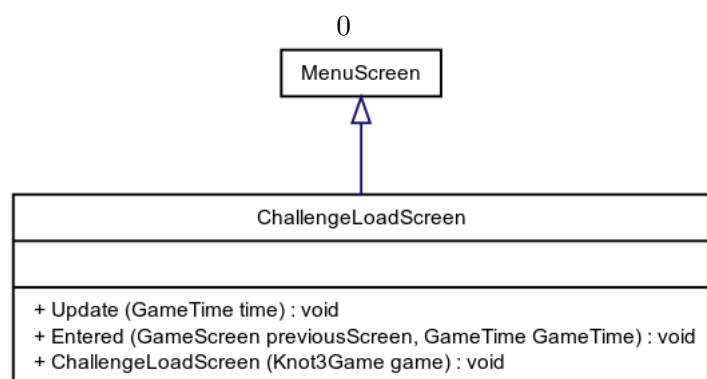 0
MenuScreen
ChallengeLoadScreen
+ Update (GameTime time) : void
+ Entered (GameScreen previousScreen, GameTime GameTime) : void
+ ChallengeLoadScreen (Knot3Game game) : void